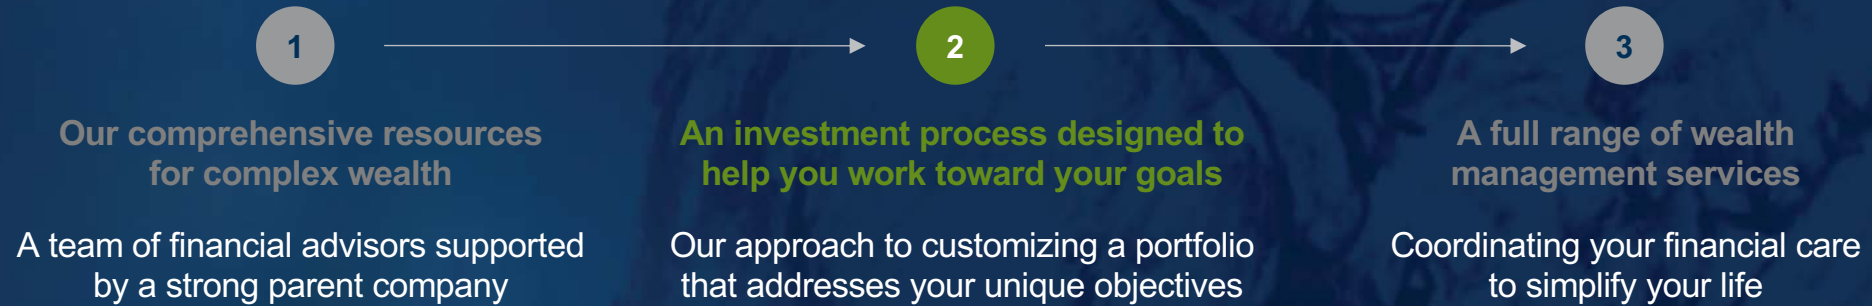 1
2
3
Our comprehensive resources
for complex wealth
An investment process designed to
help you work toward your goals
A full range of wealth
management services
A team of financial advisors supported
by a strong parent company
Our approach to customizing a portfolio
that addresses your unique objectives
Coordinating your financial care
to simplify your life